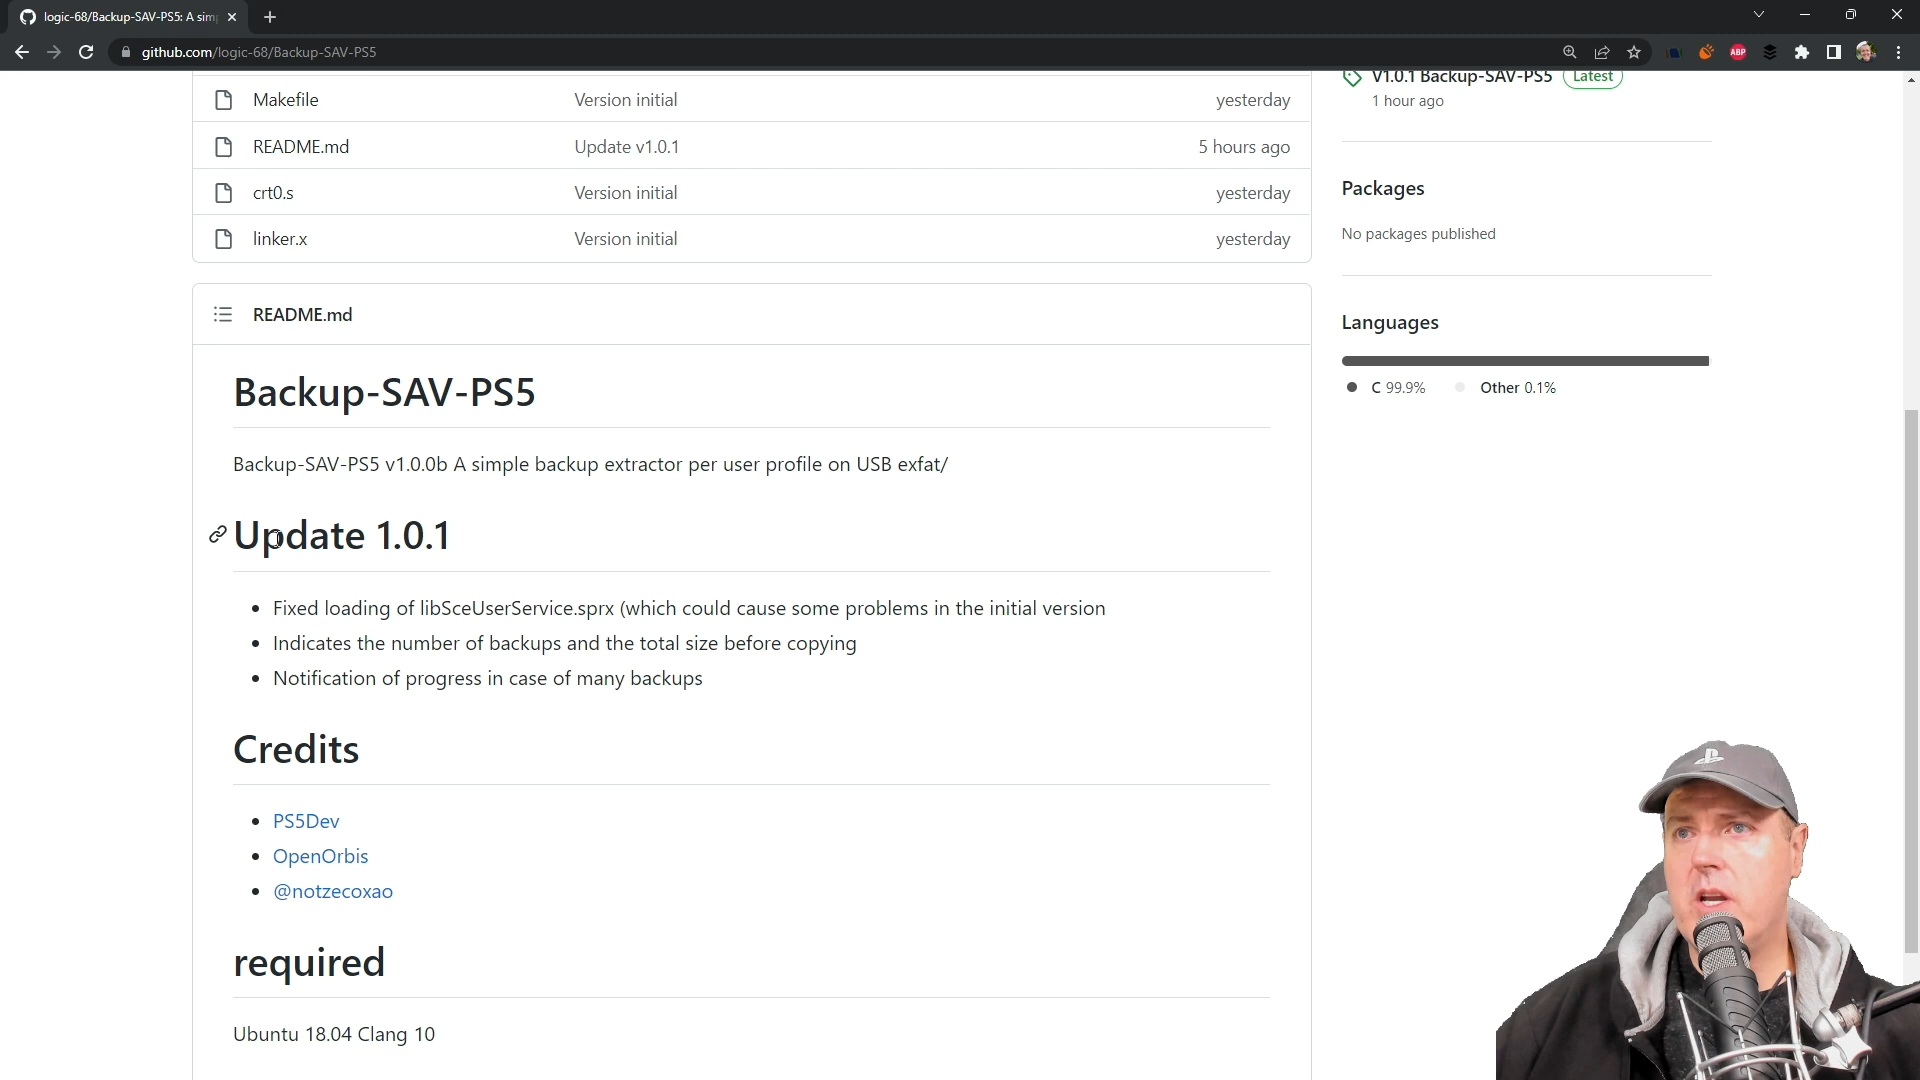 logic-68/Backup-SAV-PS5: A sim
github.com/logic-68/Backup-SAV-PS5
ABP
V1.0.1 Backup-SAV-PS5 Latest
1 hour ago
Makefile Version initial yesterday
README.md Update v1.0.1 5 hours ago
crt0.s Version initial yesterday
linker.x Version initial yesterday
Packages
No packages published
Languages
C 99.9% Other 0.1%
README.md
Backup-SAV-PS5
Backup-SAV-PS5 v1.0.0b A simple backup extractor per user profile on USB exfat/
Update 1.0.1
Fixed loading of libSceUserService.sprx (which could cause some problems in the initial version
Indicates the number of backups and the total size before copying
Notification of progress in case of many backups
Credits
PS5Dev
OpenOrbis
@notzecoxao
required
Ubuntu 18.04 Clang 10